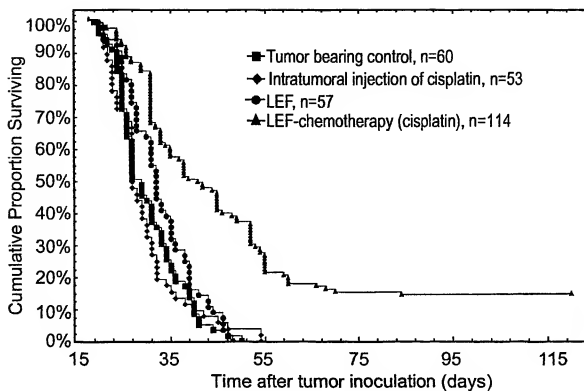 100%
90%
80%
70%
60%
50%
40%
30%
20%
10%
0%
Cumulative Proportion Surviving
Tumor bearing control, n=60
Intratumoral injection of cisplatin, n=53
LEF, n=57
LEF-chemotherapy (cisplatin), n=114
15 35 55 75 95 115
Time after tumor inoculation (days)